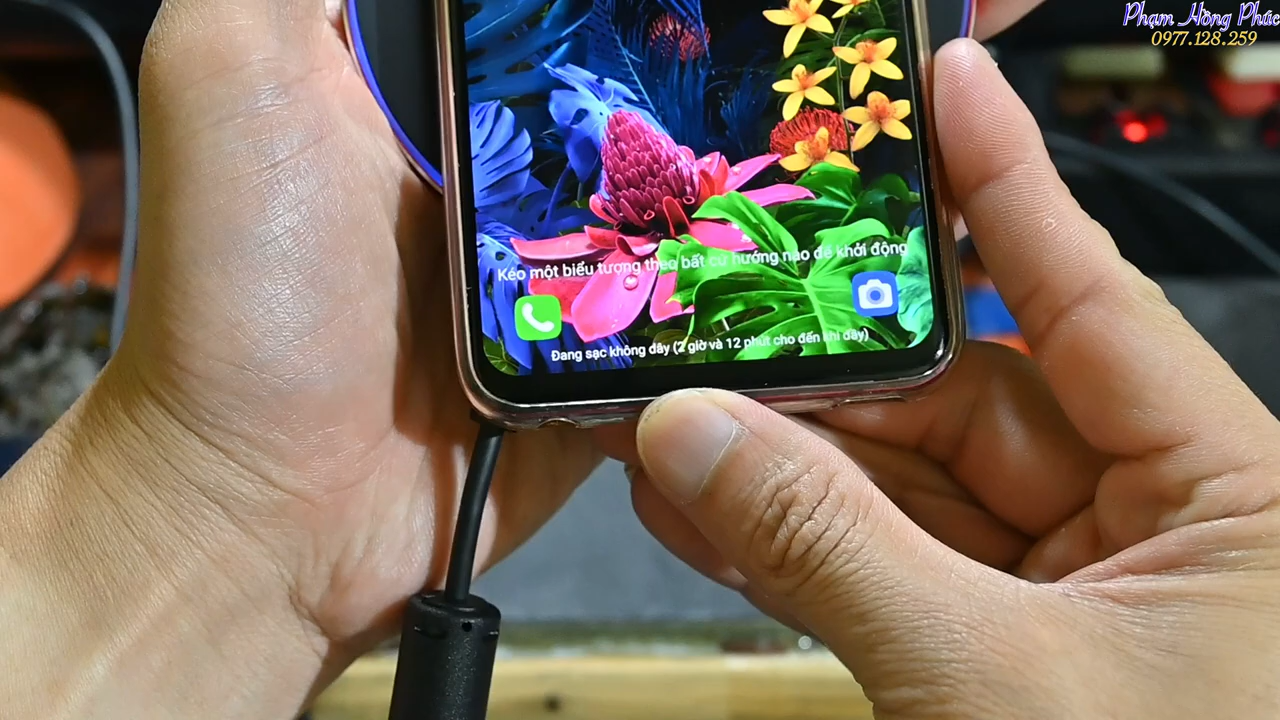 Phạm Hồng Phúc
0977.128.259
Kéo một biểu tượng theo bất cứ hướng nào để khởi động
Đang sạc không dây (2 giờ và 12 phút cho đến khi đầy)